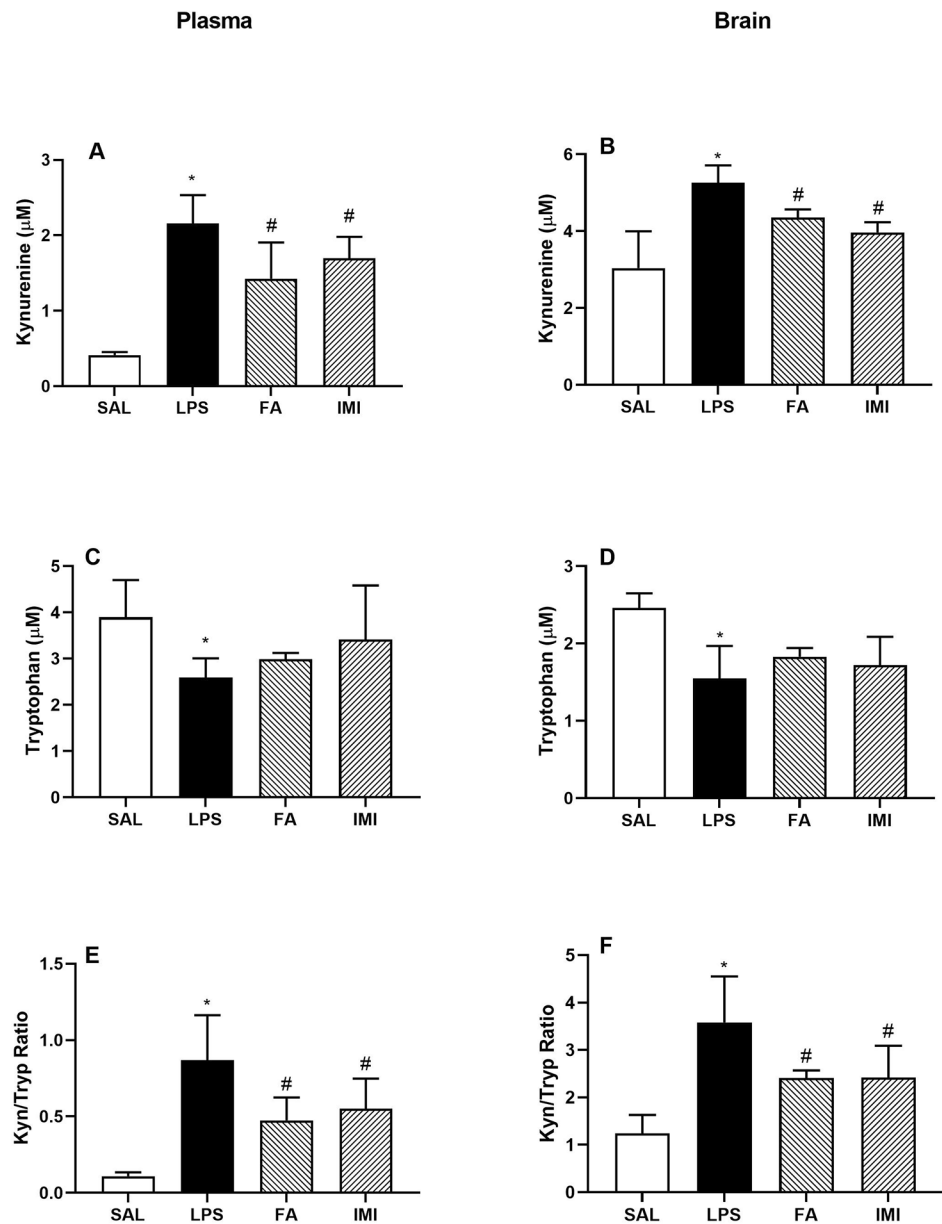 Plasma
Brain
A
Kynurenine (μM)
3
2
1
0
*
#
#
SAL LPS FA IMI
B
Kynurenine (μM)
6
4
2
0
*
#
#
SAL LPS FA IMI
C
Tryptophan (μM)
5
4
3
2
1
0
*
SAL LPS FA IMI
D
Tryptophan (μM)
3
2
1
0
*
SAL LPS FA IMI
E
Kyn/Tryp Ratio
1.5
1.0
0.5
0.0
*
#
#
SAL LPS FA IMI
F
Kyn/Tryp Ratio
5
4
3
2
1
0
*
#
#
SAL LPS FA IMI